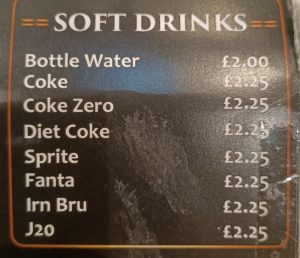 SOFT DRINKS
Bottle Water £2.00
Coke £2.25
Coke Zero £2.25
Diet Coke £2.25
Sprite £2.25
Fanta £2.25
Irn Bru £2.25
J20 £2.25